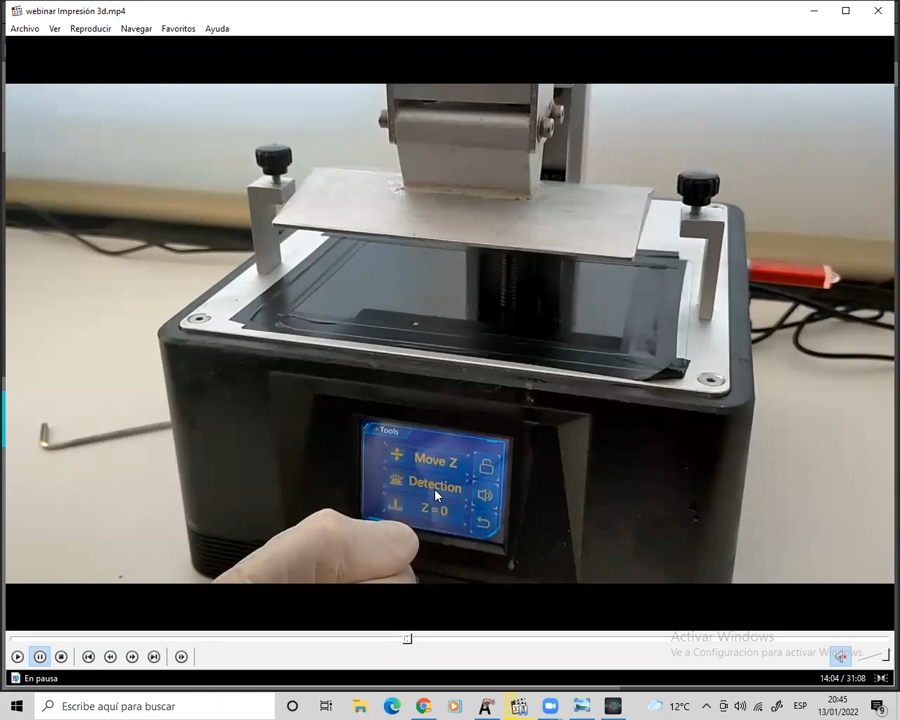 webinar Impresión 3d.mp4
Archivo Ver Reproducir Navegar Favoritos Ayuda
Tools
Move Z
Detection
Z=0
Activar Windows
Ve a Configuración para activar Windows.
En pausa
14:04 / 31:08
Escribe aquí para buscar
12°C
ESP
20:45
13/01/2022
9